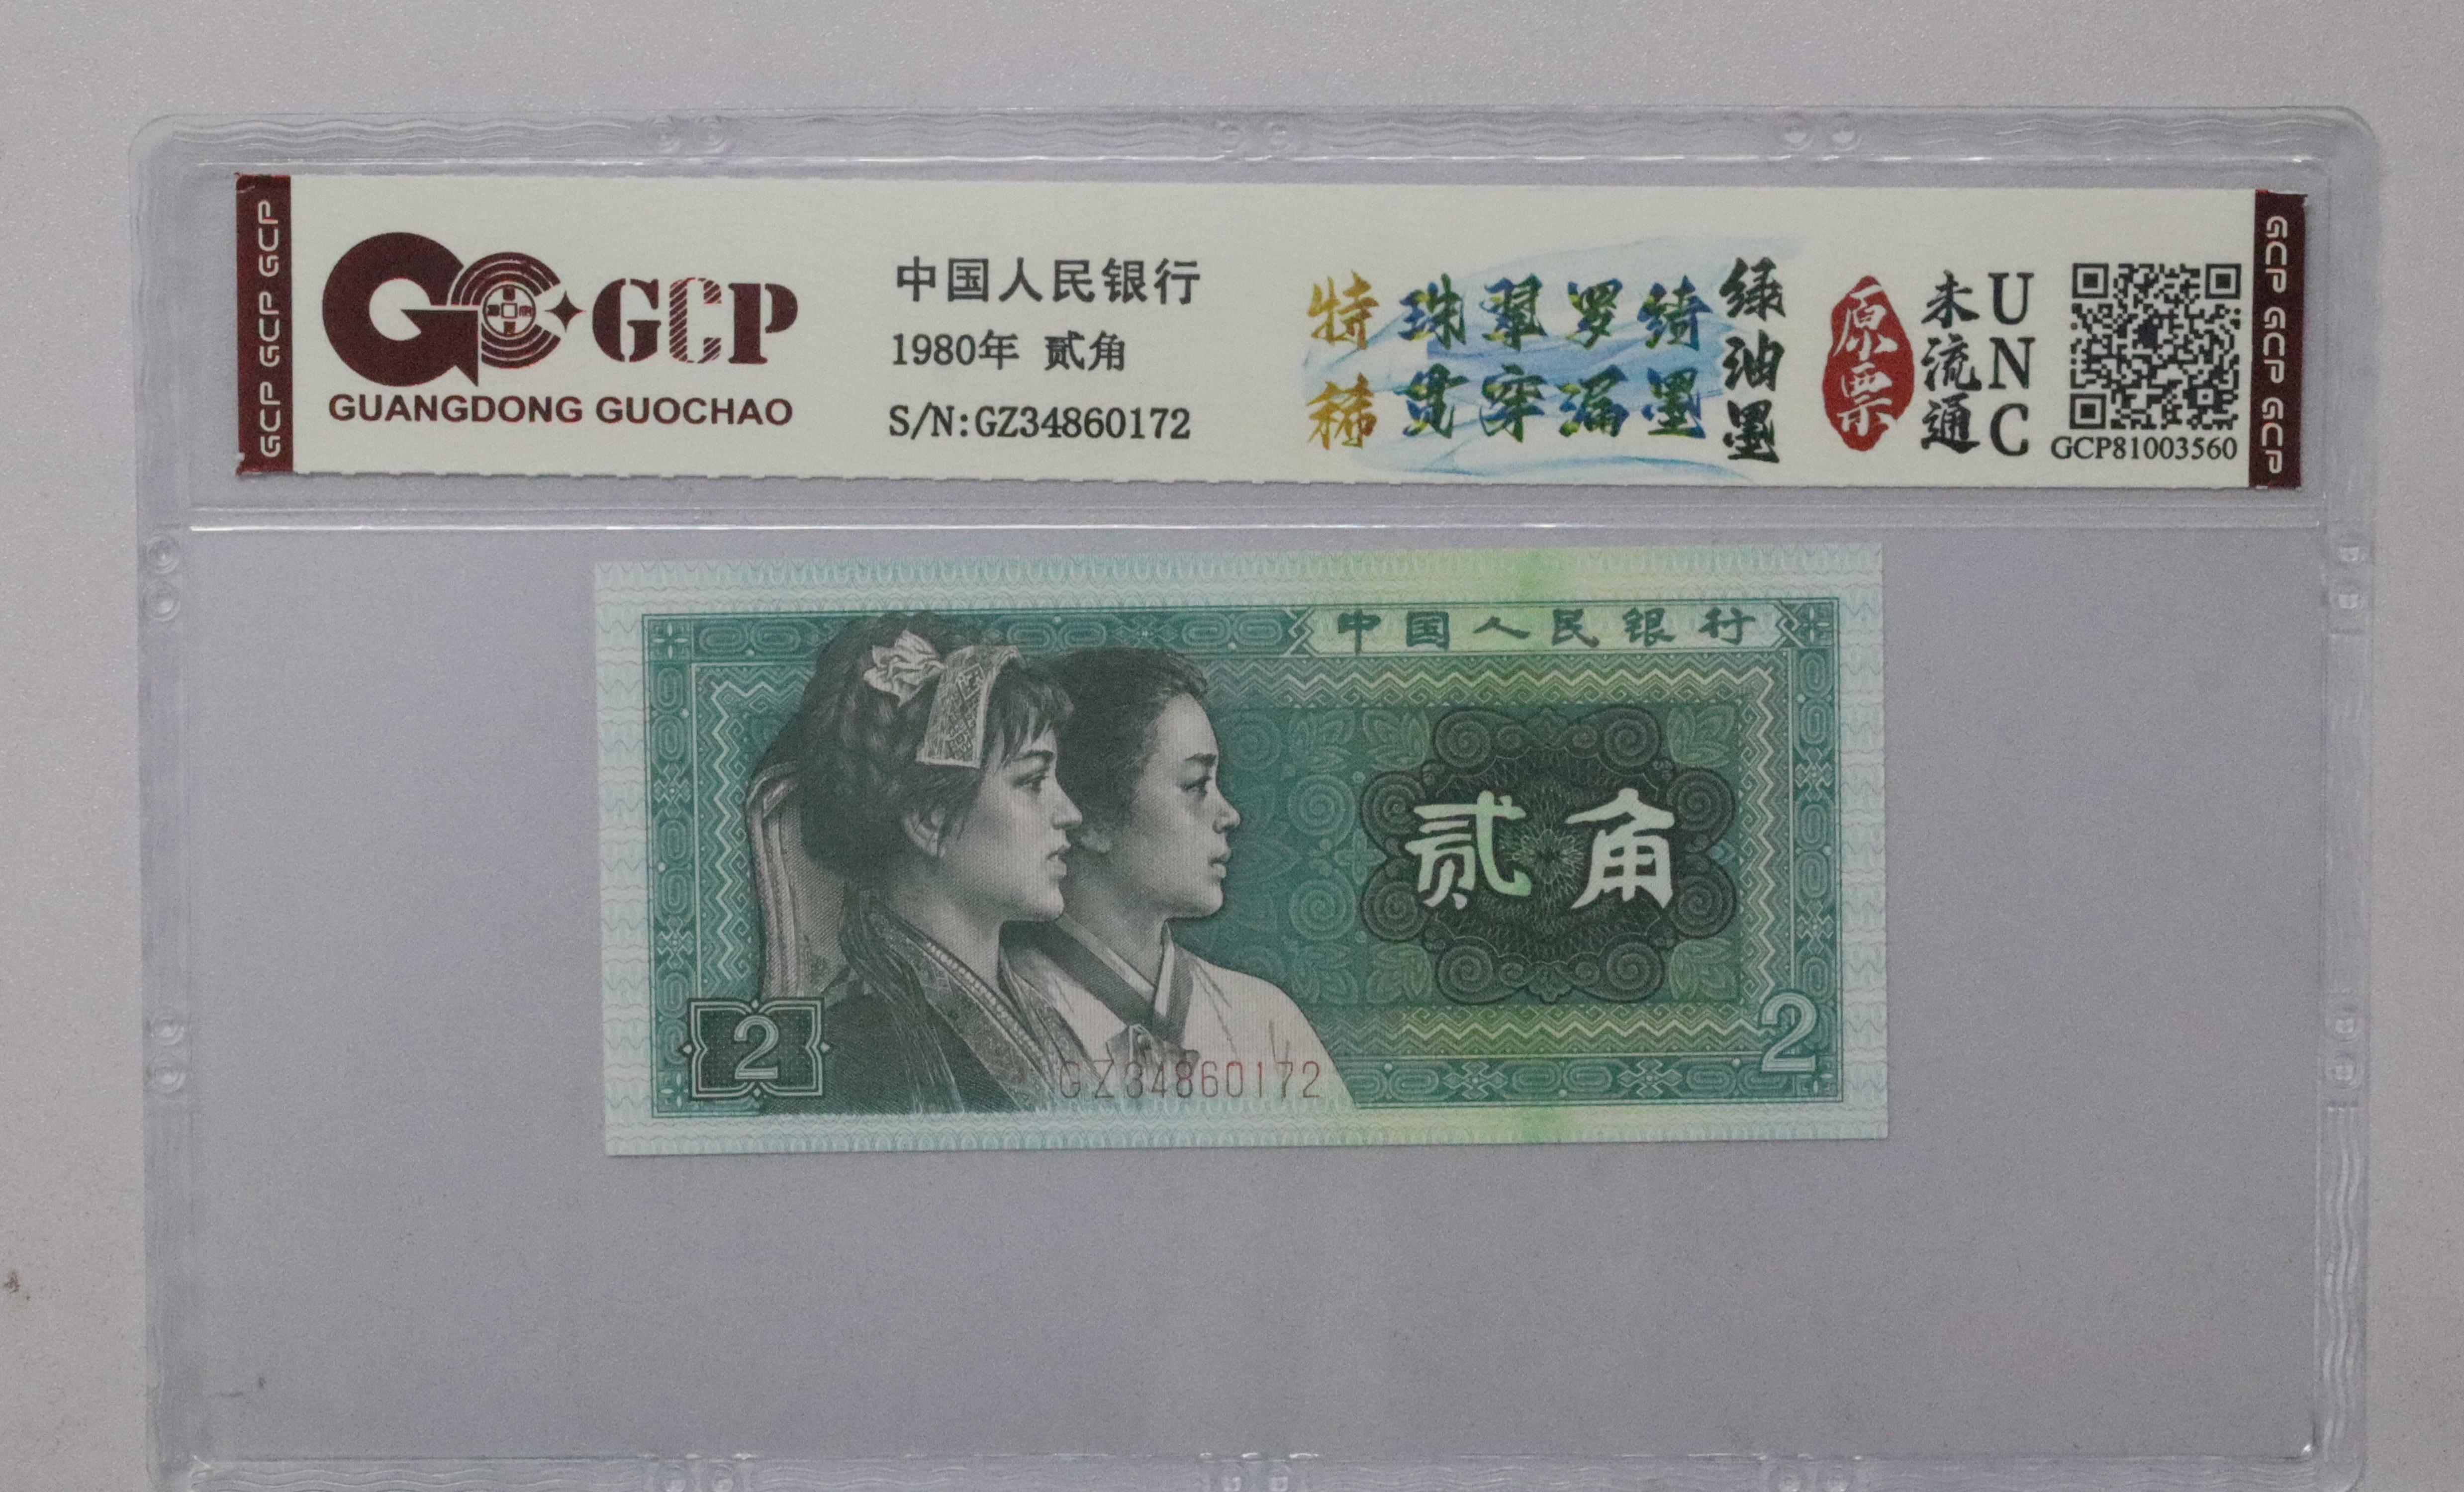 GCP GCP GCP
GCP
GUANGDONG GUOCHAO
中国人民银行
1980年 贰角
S/N:GZ34860172
特稀
珠翠罗绮
贯穿漏墨
绿油墨
原票
未流通
UNC
GCP81003560
GCP GCP GCP
中国人民银行
贰角
2
GZ34860172
2